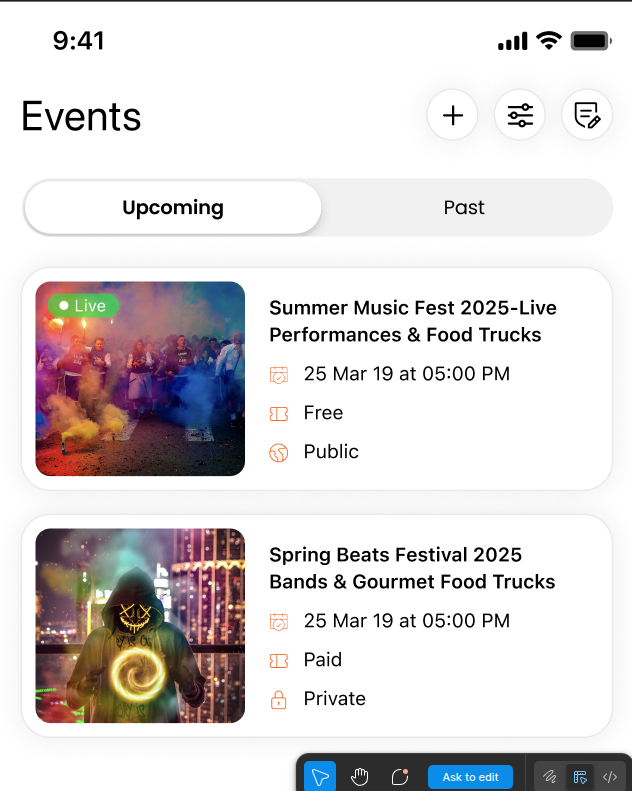 9:41
Events
Upcoming
Past
Live
Summer Music Fest 2025-Live
Performances & Food Trucks
25 Mar 19 at 05:00 PM
Free
Public
Spring Beats Festival 2025
Bands & Gourmet Food Trucks
25 Mar 19 at 05:00 PM
Paid
Private
Ask to edit